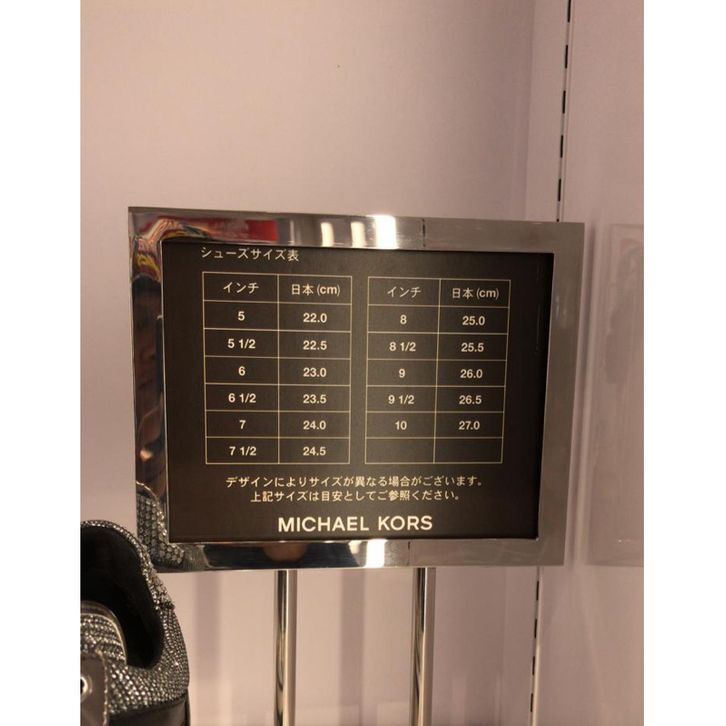 シューズサイズ表
インチ 日本(cm)
5 22.0
5 1/2 22.5
6 23.0
6 1/2 23.5
7 24.0
7 1/2 24.5
インチ 日本(cm)
8 25.0
8 1/2 25.5
9 26.0
9 1/2 26.5
10 27.0
デザインによりサイズが異なる場合がございます。
上記サイズは目安としてご参照ください。
MICHAEL KORS